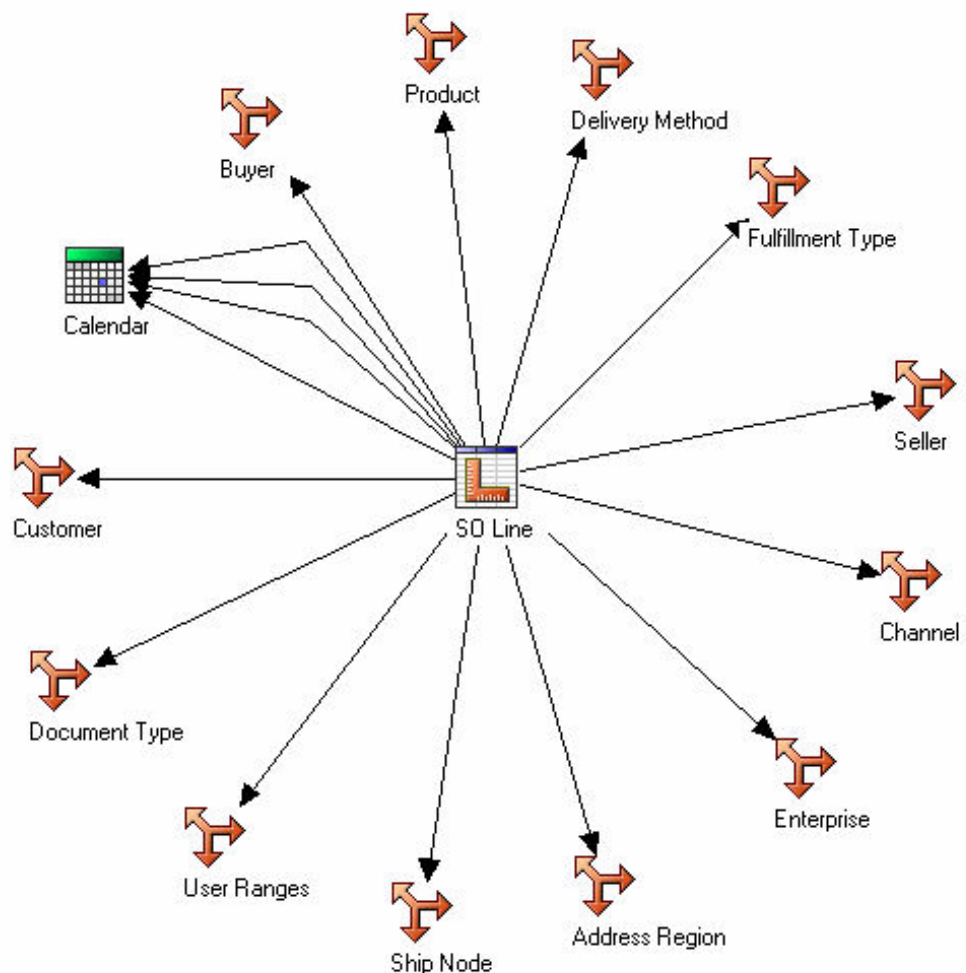 Product
Delivery Method
Buyer
Fulfillment Type
Calendar
Seller
Customer
SO Line
Channel
Document Type
Enterprise
User Ranges
Address Region
Ship Node